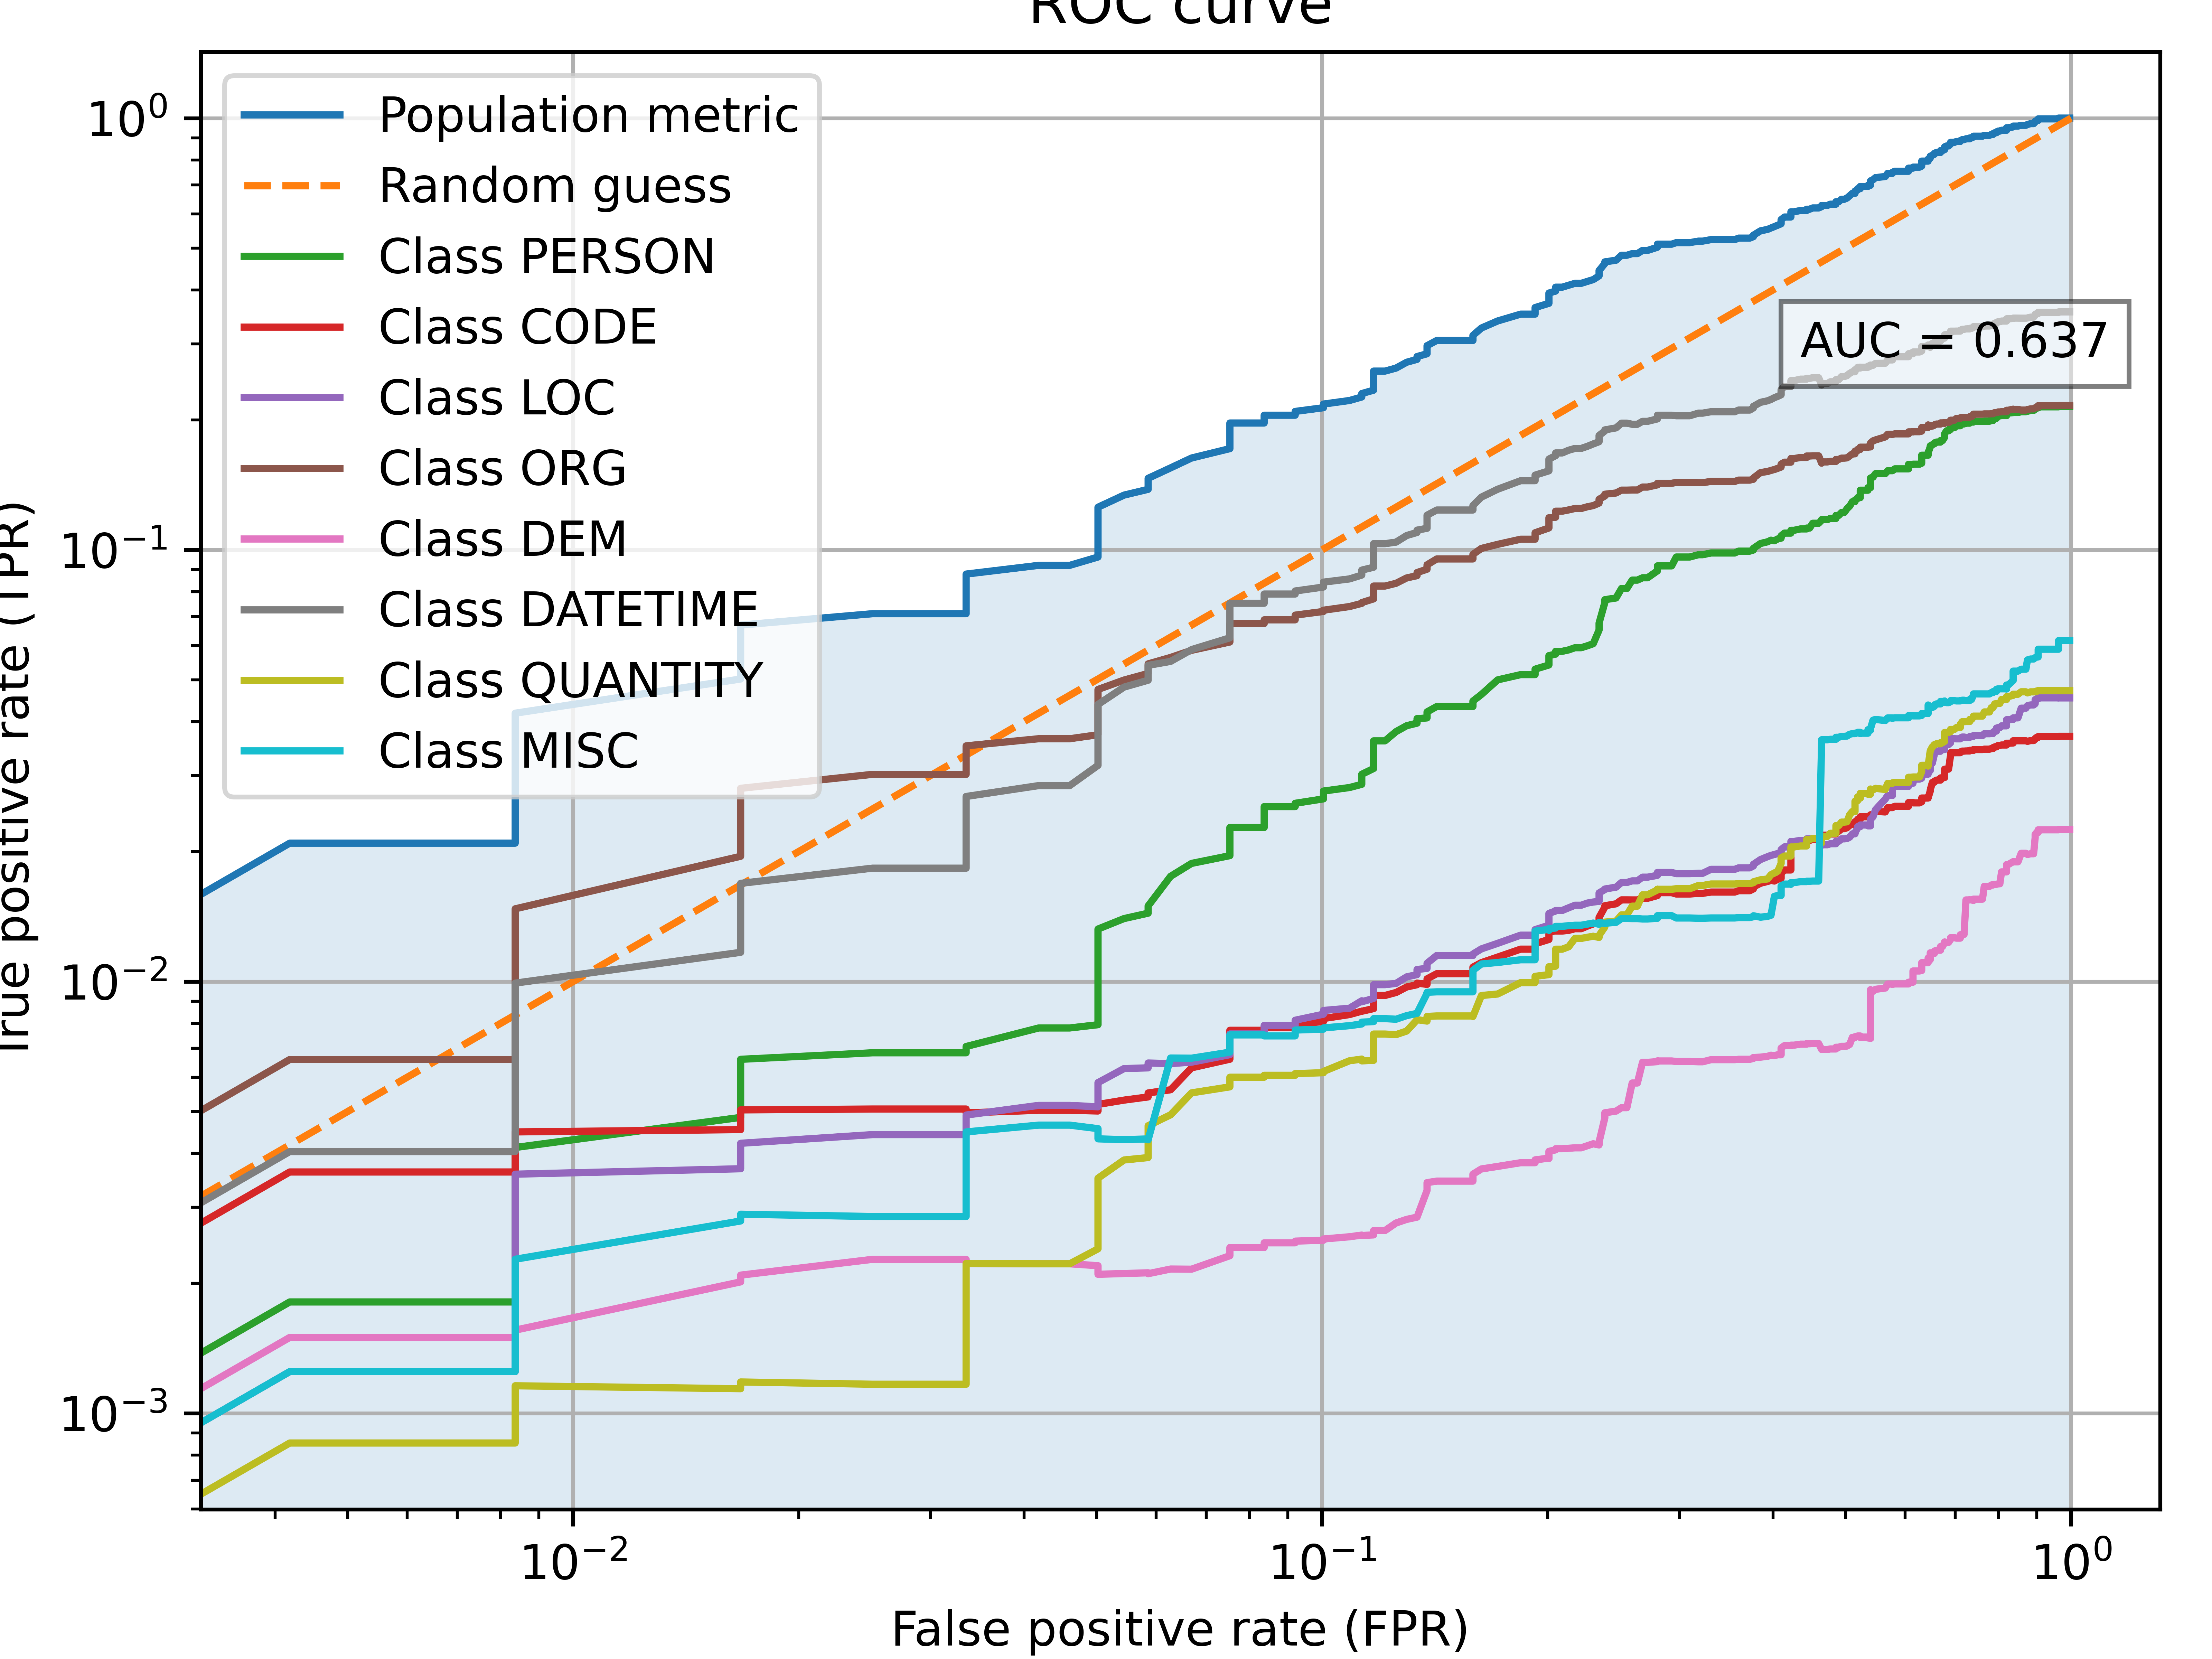 ROC curve
10⁰
10⁻¹
10⁻²
10⁻³
True positive rate (TPR)
Population metric
Random guess
Class PERSON
Class CODE
Class LOC
Class ORG
Class DEM
Class DATETIME
Class QUANTITY
Class MISC
AUC = 0.637
10⁻²
10⁻¹
10⁰
False positive rate (FPR)